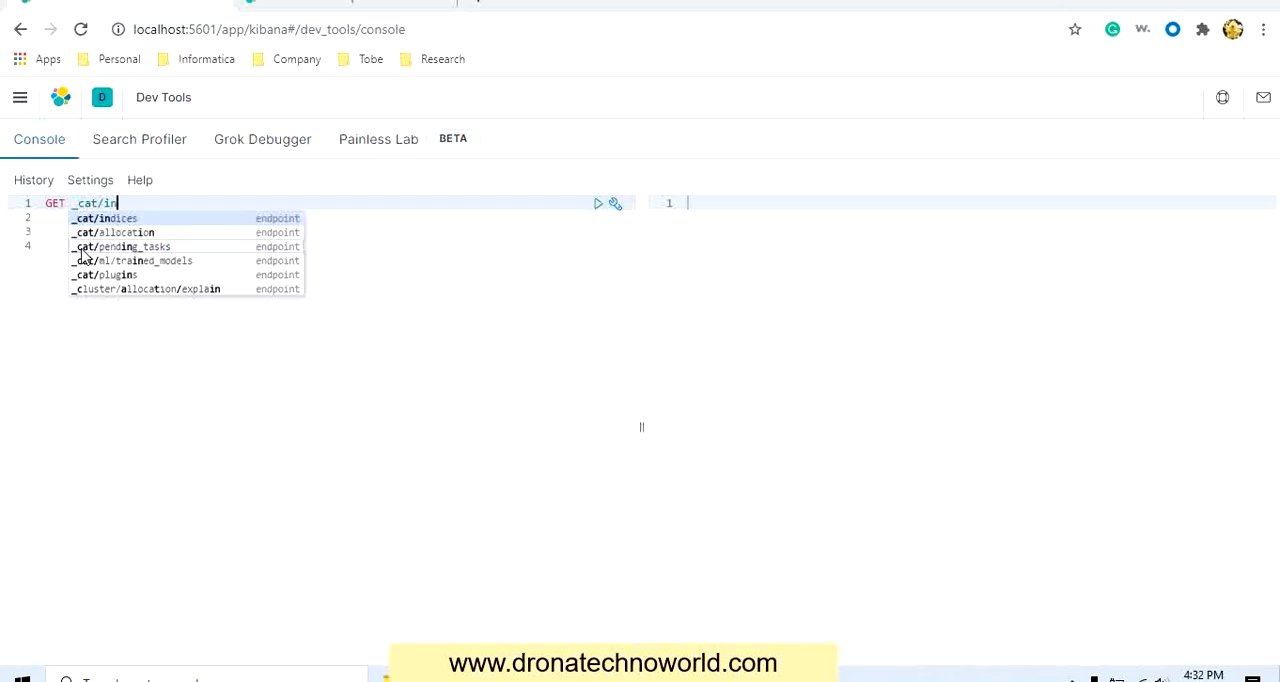 localhost:5601/app/kibana#/dev_tools/console
Apps Personal Informatica Company Tobe Research
D Dev Tools
Console Search Profiler Grok Debugger Painless Lab BETA
History Settings Help
1 GET _cat/in 1
2 _cat/indices endpoint
3 _cat/allocation endpoint
4 _cat/pending_tasks endpoint
_cat/ml/trained_models endpoint
_cat/plugins endpoint
_cluster/allocation/explain endpoint
www.dronatechnoworld.com
4:32 PM